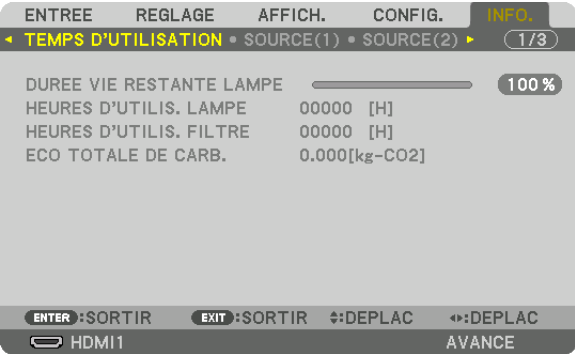 ENTREE REGLAGE AFFICH. CONFIG. INFO.
TEMPS D'UTILISATION • SOURCE(1) • SOURCE(2) 1/3
DUREE VIE RESTANTE LAMPE 100%
HEURES D'UTILIS. LAMPE 00000 [H]
HEURES D'UTILIS. FILTRE 00000 [H]
ECO TOTALE DE CARB. 0.000[kg-CO2]
ENTER :SORTIR EXIT :SORTIR :DEPLAC :DEPLAC
HDMI1 AVANCE